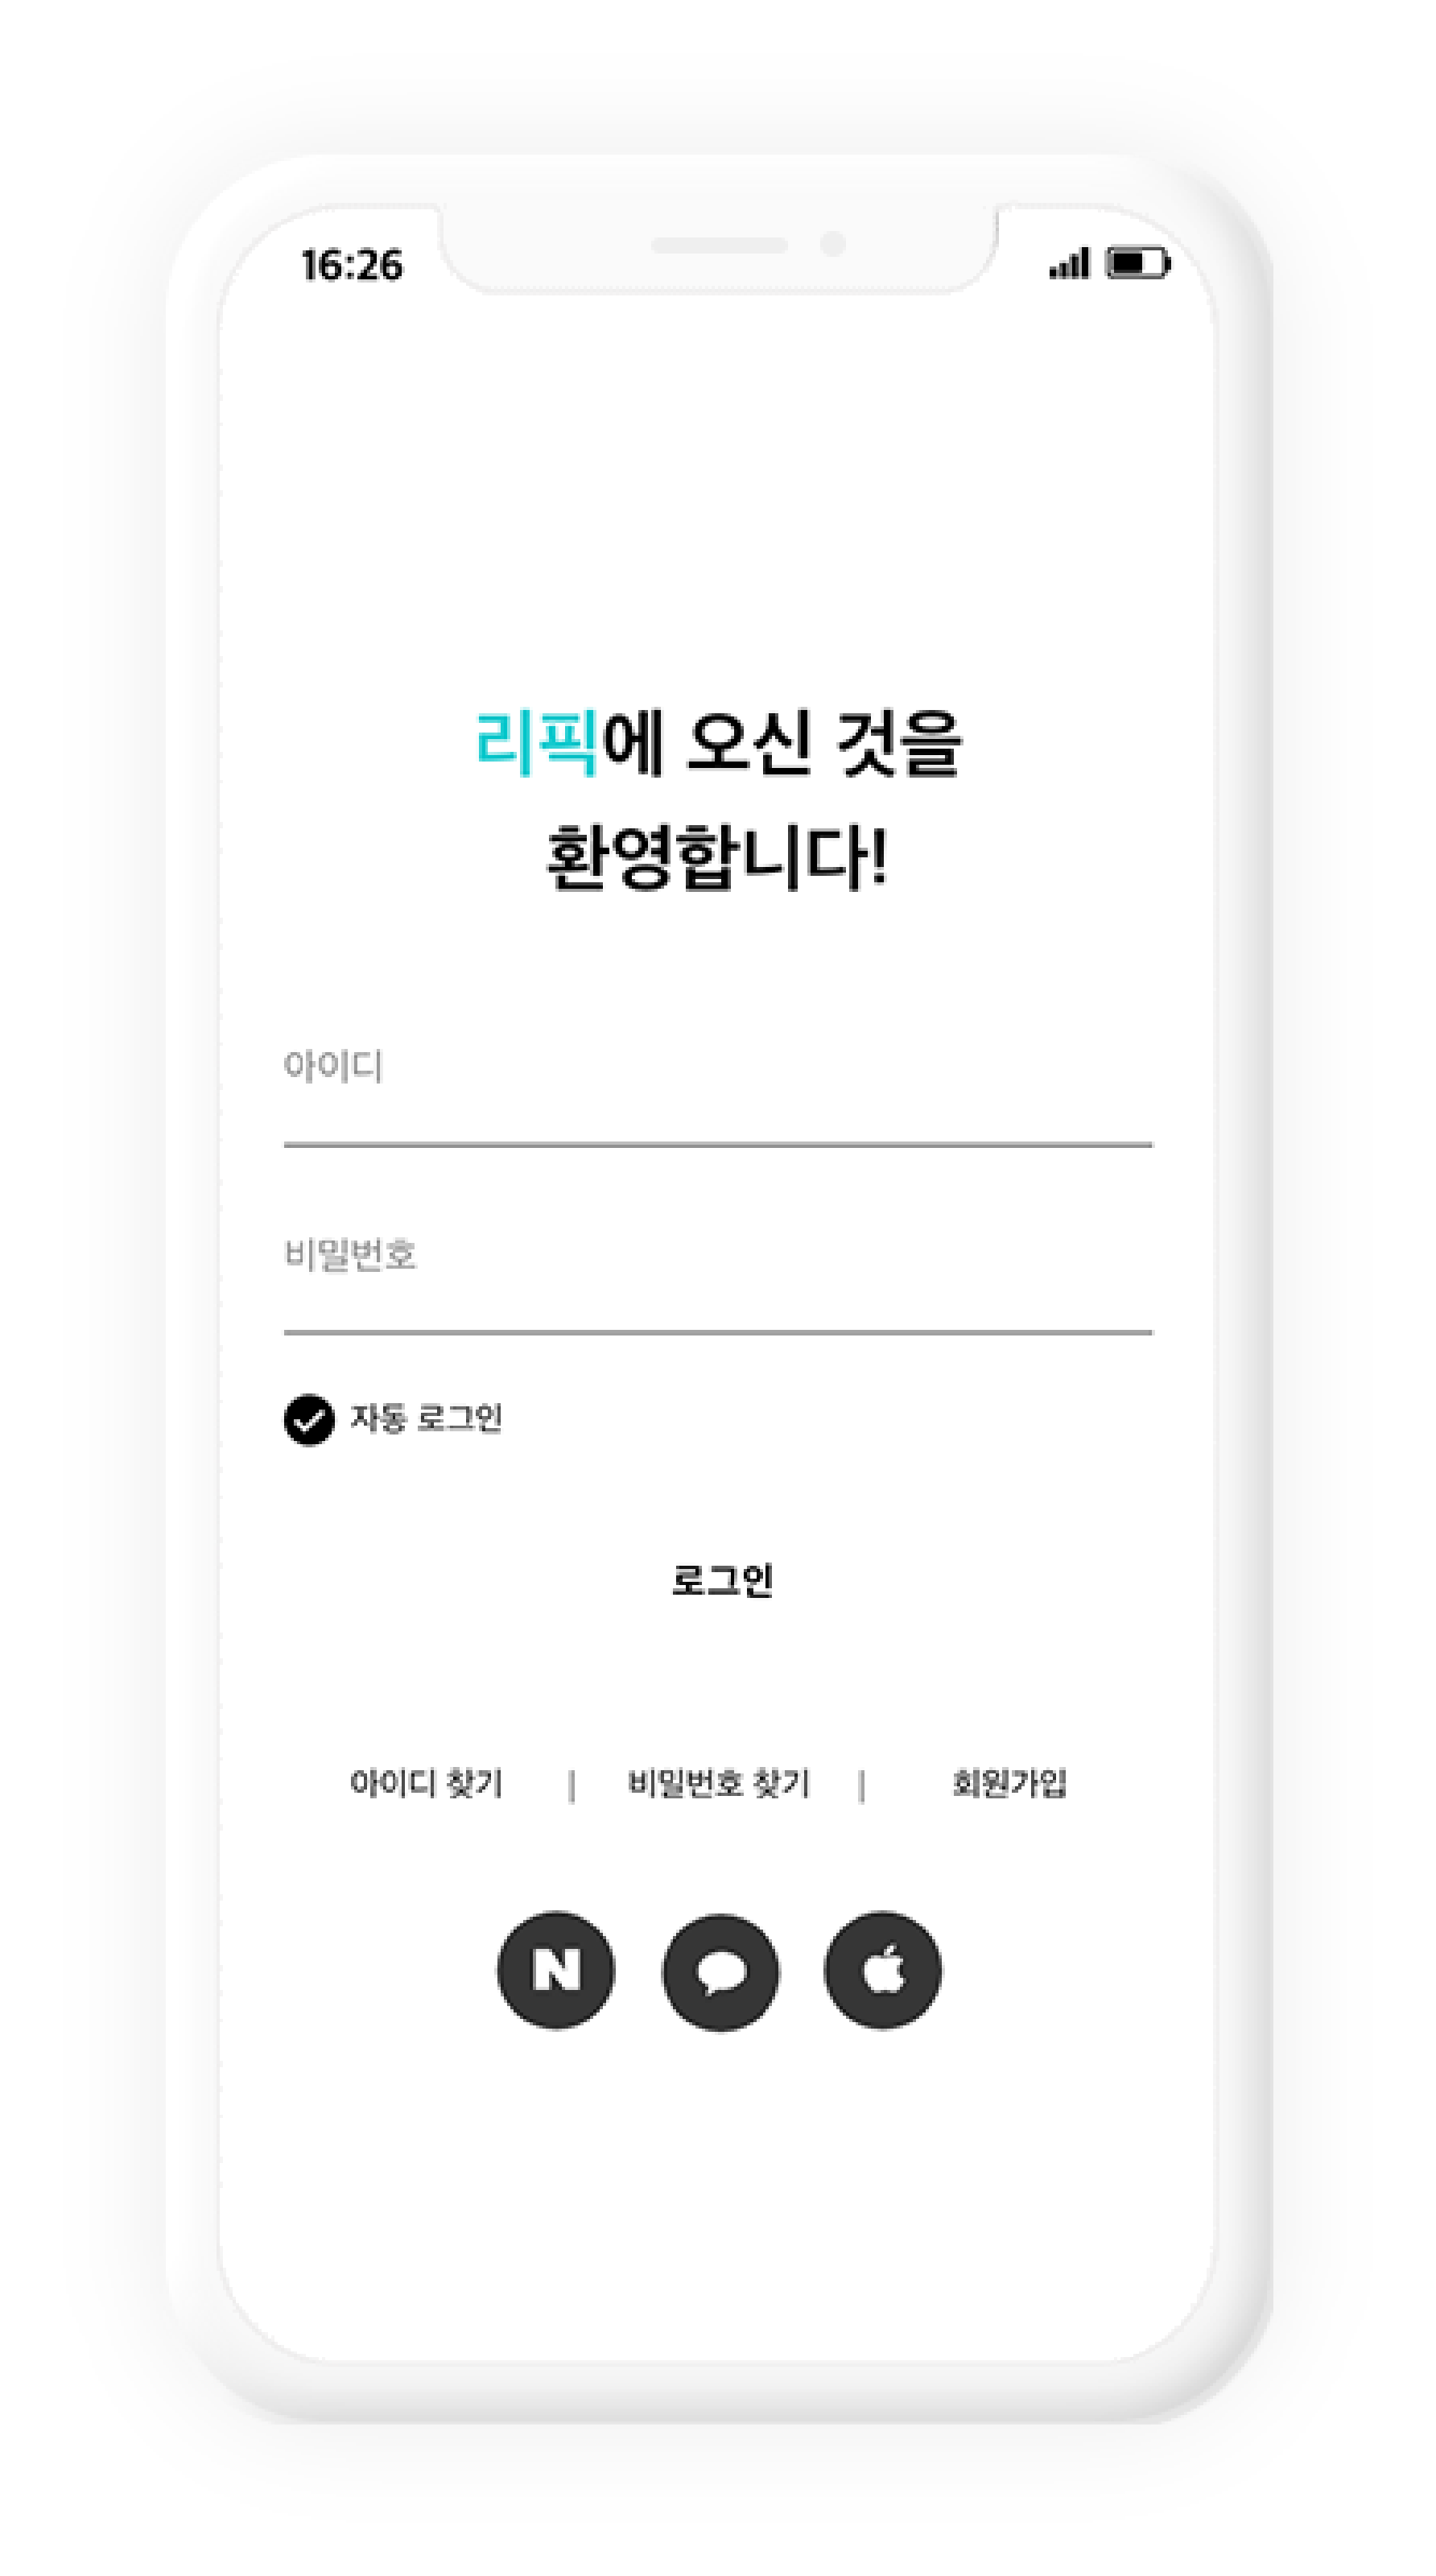 16:26
리픽에 오신 것을
환영합니다!
아이디
비밀번호
자동 로그인
로그인
아이디 찾기 | 비밀번호 찾기 | 회원가입
N